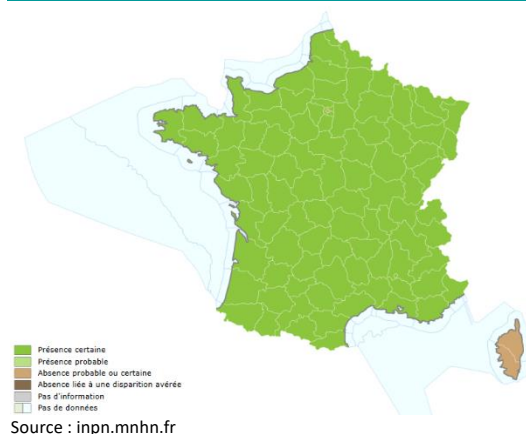 Présence certaine
Présence probable
Absence probable ou certaine
Absence liée à une disparition avérée
Pas d'information
Pas de données
Source : inpn.mnhn.fr